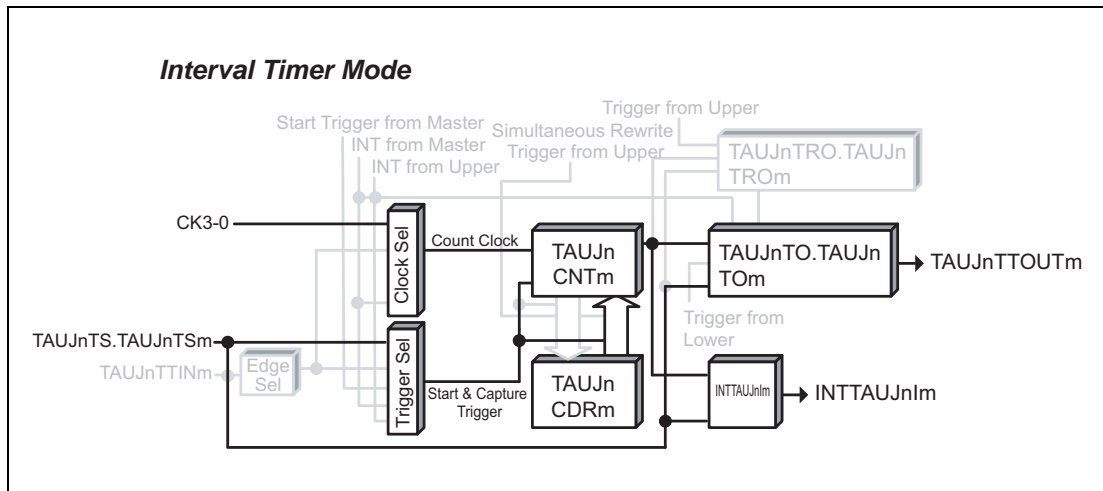 Interval Timer Mode
Trigger from Upper
Start Trigger from Master
INT from Master
INT from Upper
Simultaneous Rewrite
Trigger from Upper
TAUJnTRO.TAUJn
TROm
CK3-0
Clock Sel
Count Clock
TAUJn
CNTm
TAUJnTO.TAUJn
TOm
TAUJnTTOUTm
TAUJnTS.TAUJnTSm
Trigger from
Lower
TAUJnTTINm
Edge
Sel
Trigger Sel
Start & Capture
Trigger
TAUJn
CDRm
INTTAUJnIm
INTTAUJnIm